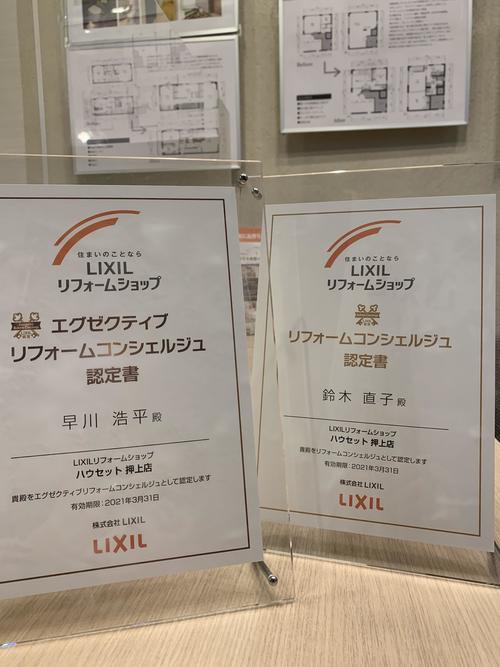 住まいのことなら
LIXIL
リフォームショップ
エグゼクティブ
リフォームコンシェルジュ
認定書
早川 浩平 殿
LIXILリフォームショップ
ハウセット 押上店
貴殿をエグゼクティブリフォームコンシェルジュとして認定します
有効期限:2021年3月31日
株式会社 LIXIL
LIXIL
住まいのことなら
LIXIL
リフォームショップ
リフォームコンシェルジュ
認定書
鈴木 直子 殿
LIXILリフォームショップ
ハウセット 押上店
貴殿をリフォームコンシェルジュとして認定します
有効期限:2021年3月31日
株式会社 LIXIL
LIXIL
Before
After